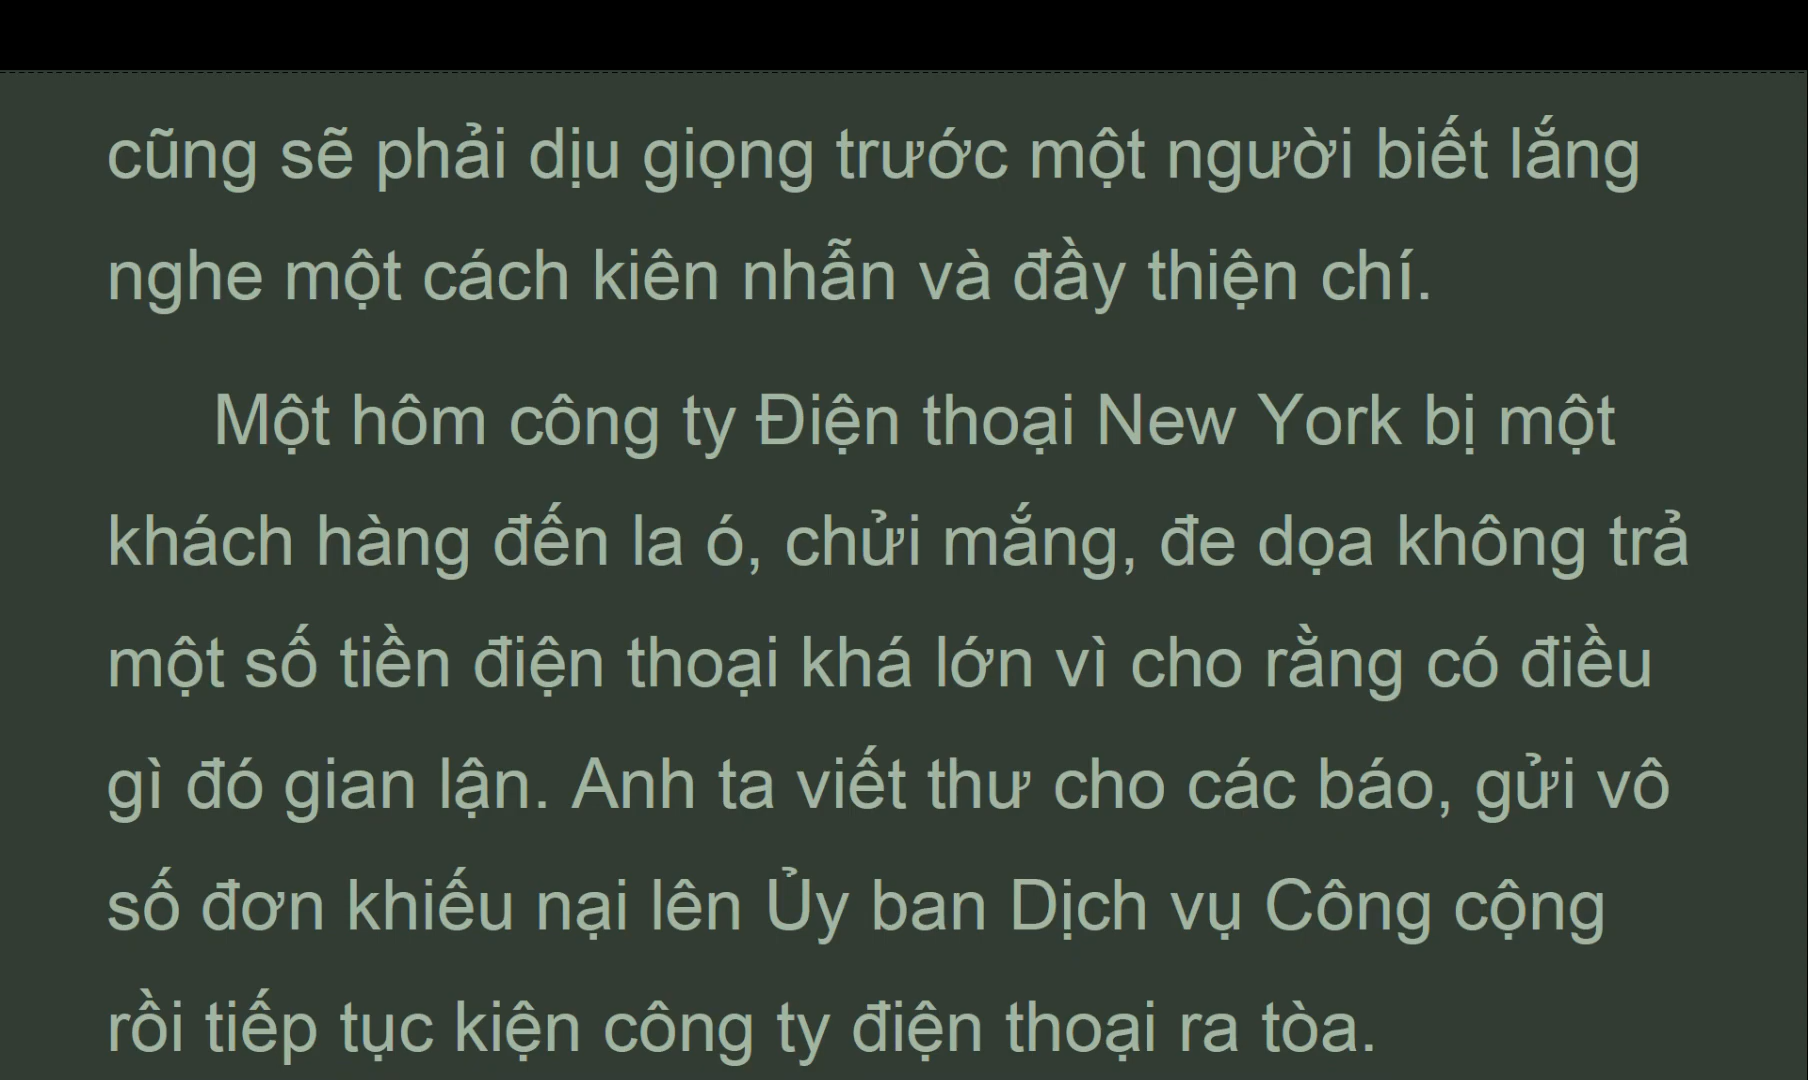 cũng sẽ phải dịu giọng trước một người biết lắng
nghe một cách kiên nhẫn và đầy thiện chí.
Một hôm công ty Điện thoại New York bị một
khách hàng đến la ó, chửi mắng, đe dọa không trả
một số tiền điện thoại khá lớn vì cho rằng có điều
gì đó gian lận. Anh ta viết thư cho các báo, gửi vô
số đơn khiếu nại lên Ủy ban Dịch vụ Công cộng
rồi tiếp tục kiện công ty điện thoại ra tòa.